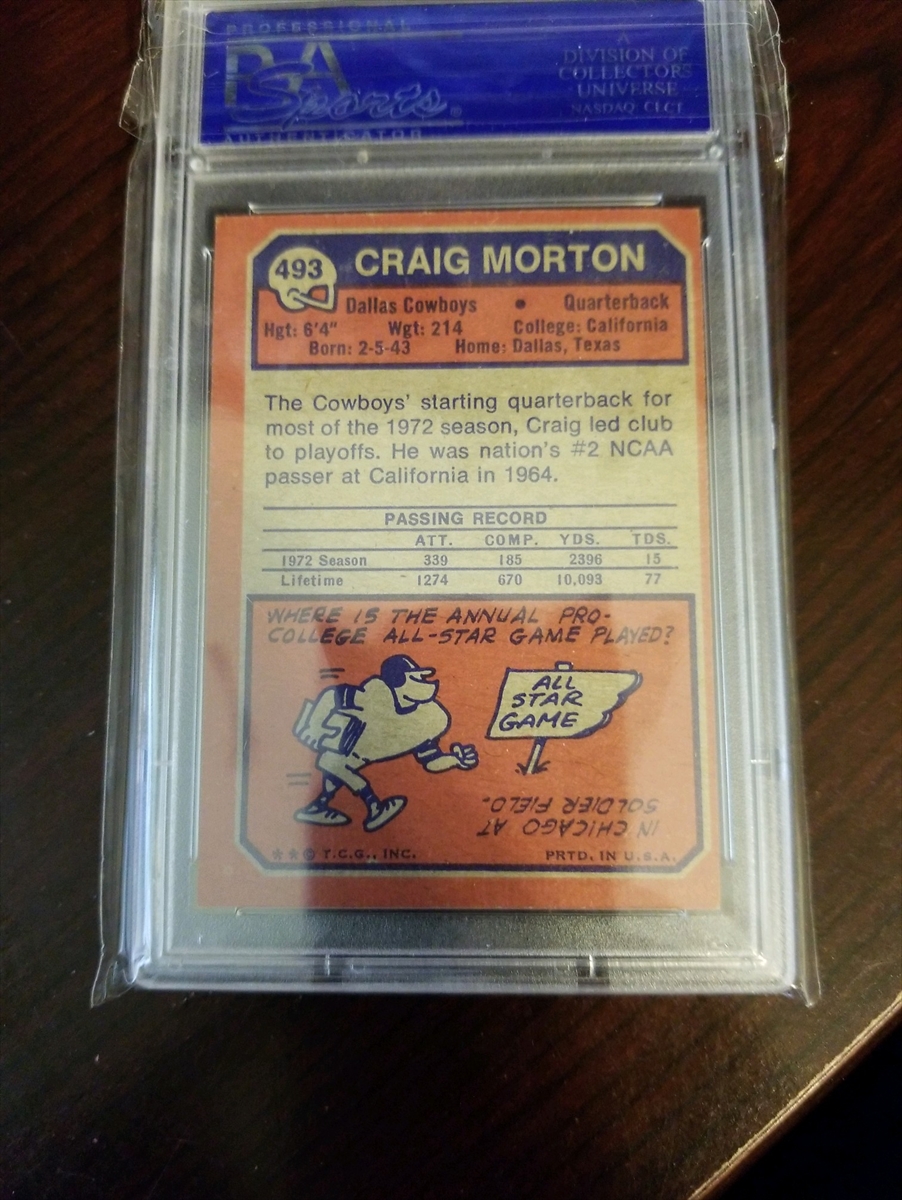 PROFESSIONAL
PSA
Sports®
AUTHENTICATOR
A
DIVISION OF
COLLECTORS
UNIVERSE
NASDAQ: CLCT
493
CRAIG MORTON
Dallas Cowboys • Quarterback
Hgt: 6'4" Wgt: 214 College: California
Born: 2-5-43 Home: Dallas, Texas
The Cowboys' starting quarterback for
most of the 1972 season, Craig led club
to playoffs. He was nation's #2 NCAA
passer at California in 1964.
PASSING RECORD
ATT. COMP. YDS. TDS.
1972 Season 339 185 2396 15
Lifetime 1274 670 10,093 77
WHERE IS THE ANNUAL PRO-
COLLEGE ALL-STAR GAME PLAYED?
ALL
STAR
GAME
IN CHICAGO AT
SOLDIER FIELD.
★★© T.C.G., INC. PRTD. IN U.S.A.